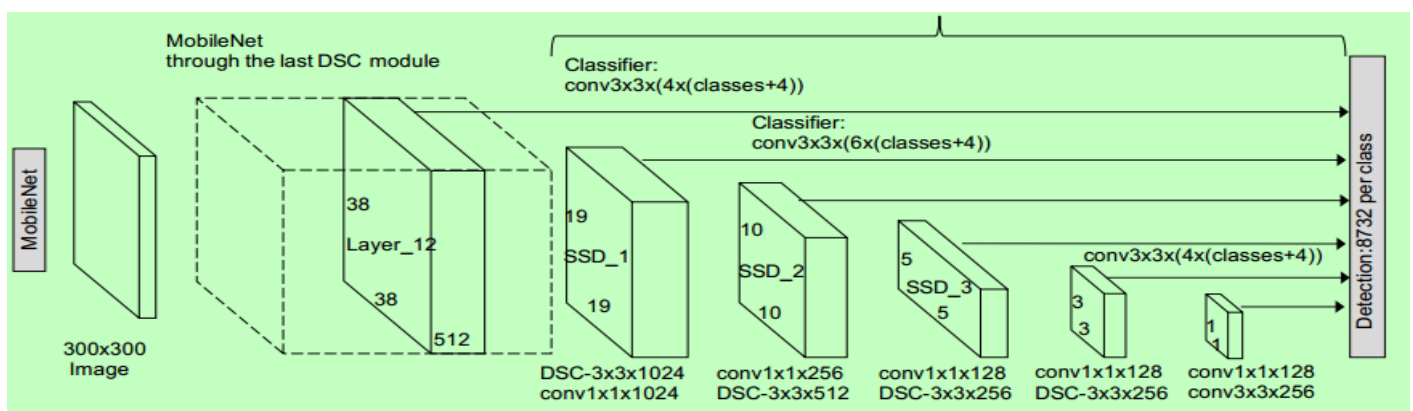 MobileNet
through the last DSC module
Classifier:
conv3x3x(4x(classes+4))
Classifier:
conv3x3x(6x(classes+4))
MobileNet
300x300
Image
38
Layer_12
38
512
19
SSD_1
19
DSC-3x3x1024
conv1x1x1024
10
SSD_2
10
conv1x1x256
DSC-3x3x512
5
SSD_3
5
conv1x1x128
DSC-3x3x256
conv3x3x(4x(classes+4))
3
3
conv1x1x128
DSC-3x3x256
1
1
conv1x1x128
conv3x3x256
Detection:8732 per class